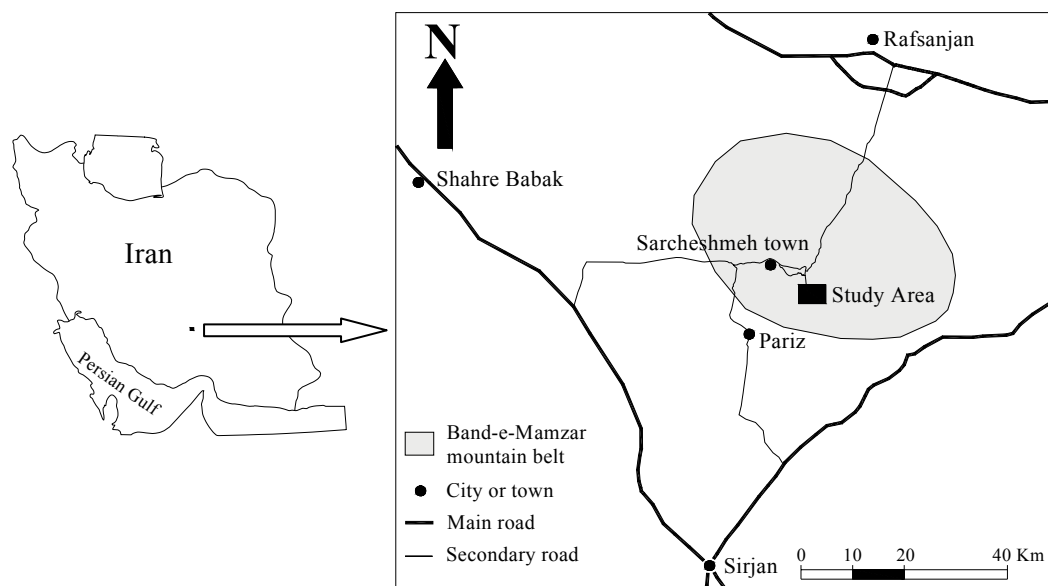 Iran
Persian Gulf
N
Rafsanjan
Shahre Babak
Sarcheshmeh town
Study Area
Pariz
Band-e-Mamzar
mountain belt
City or town
Main road
Secondary road
Sirjan
0 10 20 40 Km